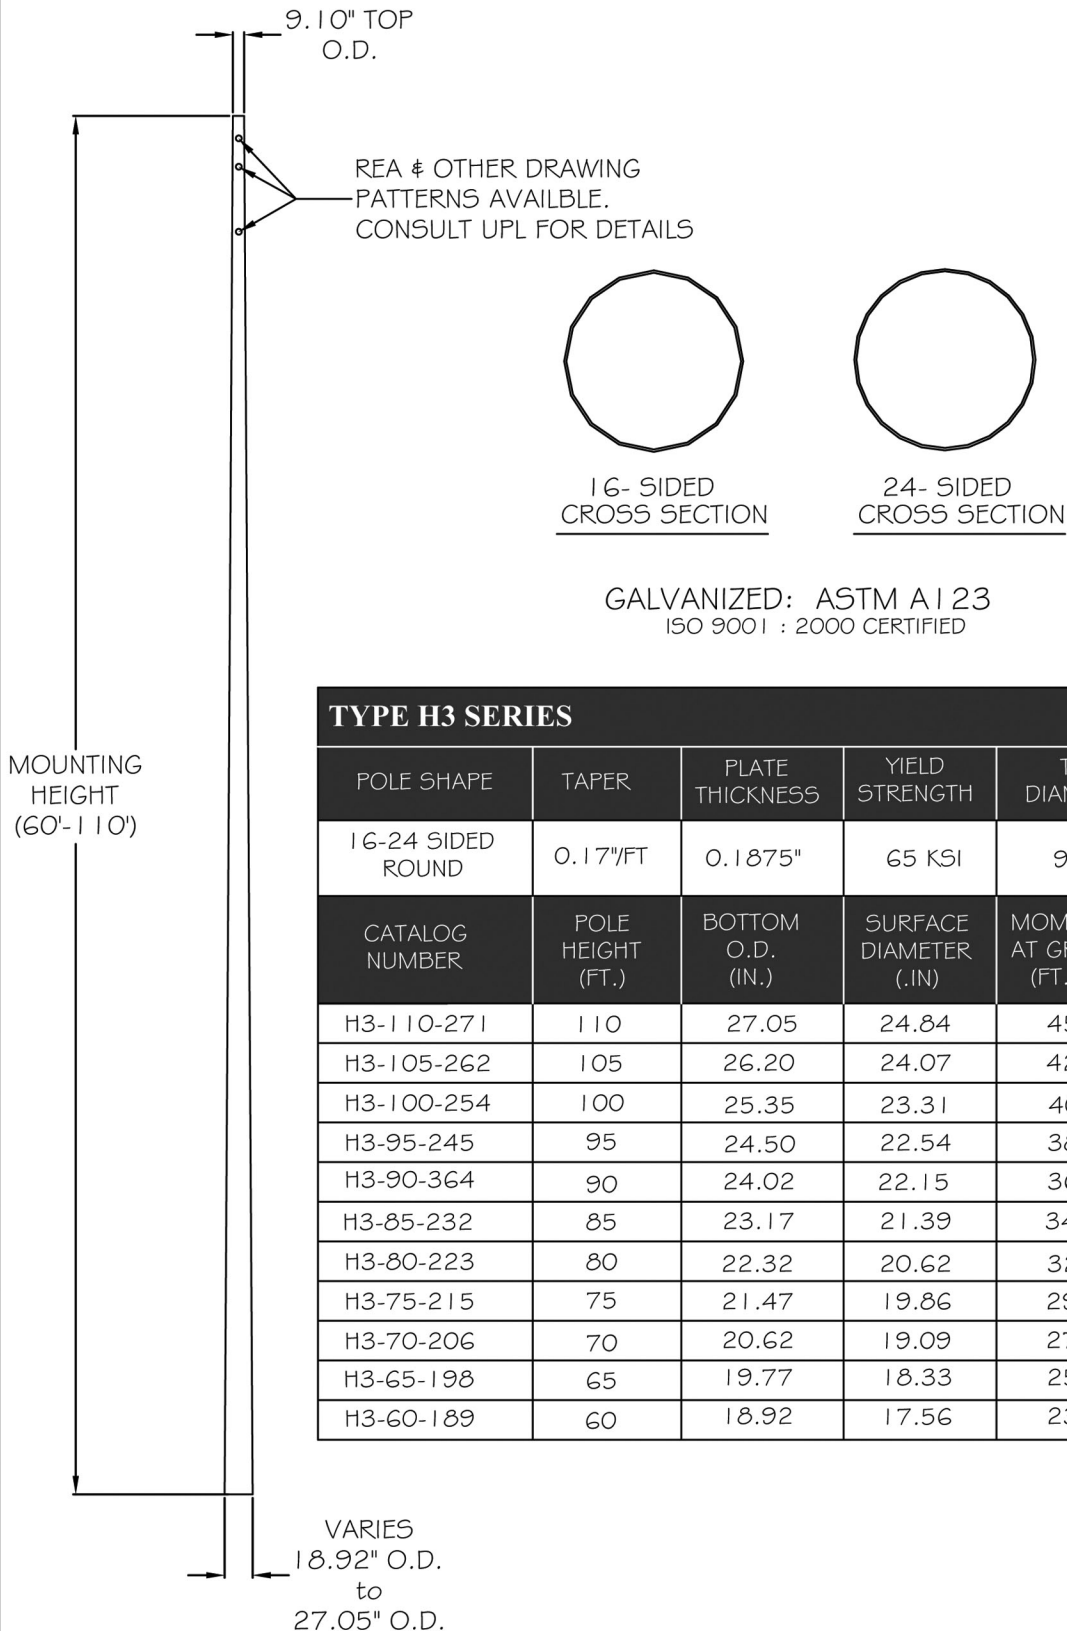 9.10" TOP
O.D.
REA & OTHER DRAWING
PATTERNS AVAILBLE.
CONSULT UPL FOR DETAILS
16- SIDED
CROSS SECTION
24- SIDED
CROSS SECTION
GALVANIZED: ASTM A123
ISO 9001 : 2000 CERTIFIED
MOUNTING
HEIGHT
(60'-110')
TYPE H3 SERIES
POLE SHAPE TAPER PLATE THICKNESS YIELD STRENGTH
16-24 SIDED ROUND 0.17"/FT 0.1875" 65 KSI
CATALOG NUMBER POLE HEIGHT (FT.) BOTTOM O.D. (IN.) SURFACE DIAMETER (.IN) AT (FT.
H3-110-271 110 27.05 24.84
H3-105-262 105 26.20 24.07
H3-100-254 100 25.35 23.31
H3-95-245 95 24.50 22.54
H3-90-364 90 24.02 22.15
H3-85-232 85 23.17 21.39
H3-80-223 80 22.32 20.62
H3-75-215 75 21.47 19.86
H3-70-206 70 20.62 19.09
H3-65-198 65 19.77 18.33
H3-60-189 60 18.92 17.56
VARIES
18.92" O.D.
to
27.05" O.D.